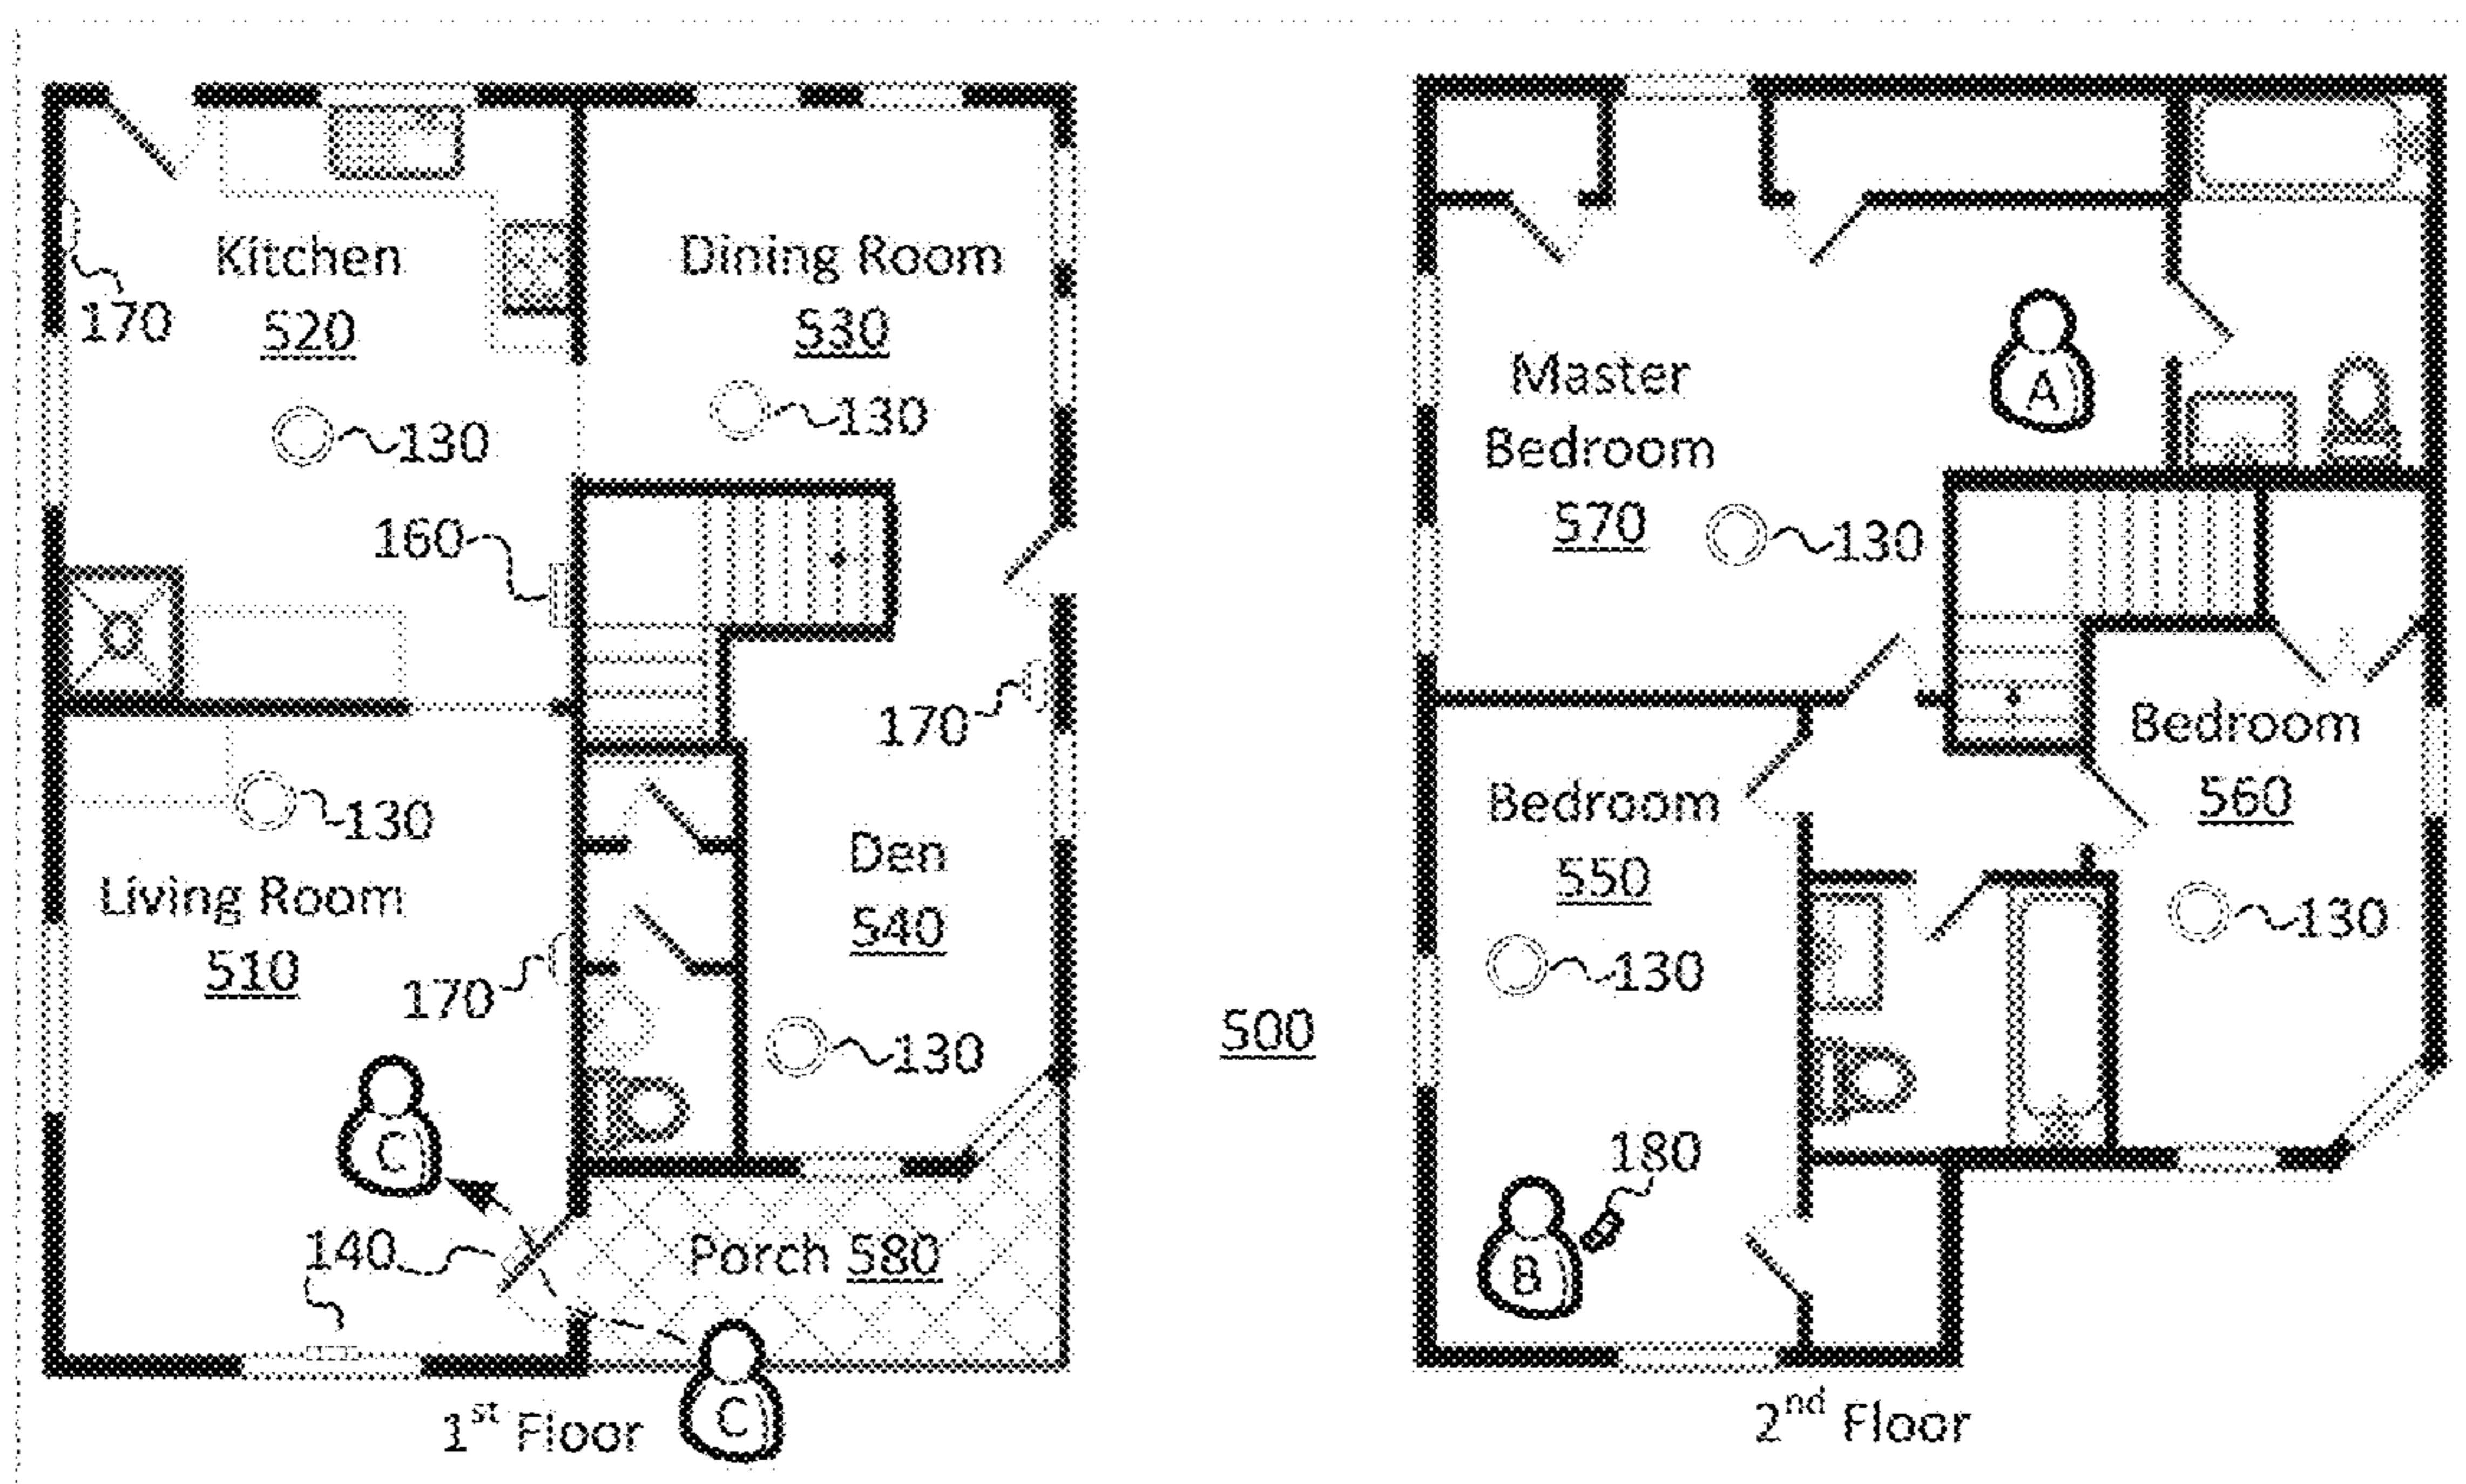 Kitchen
520
170
130
160
Dining Room
530
130
170
130
Living Room
510
170
Den
540
130
C
140
Porch 580
C
1st Floor
500
Master
Bedroom
570
130
A
Bedroom
560
130
Bedroom
550
130
180
B
2nd Floor